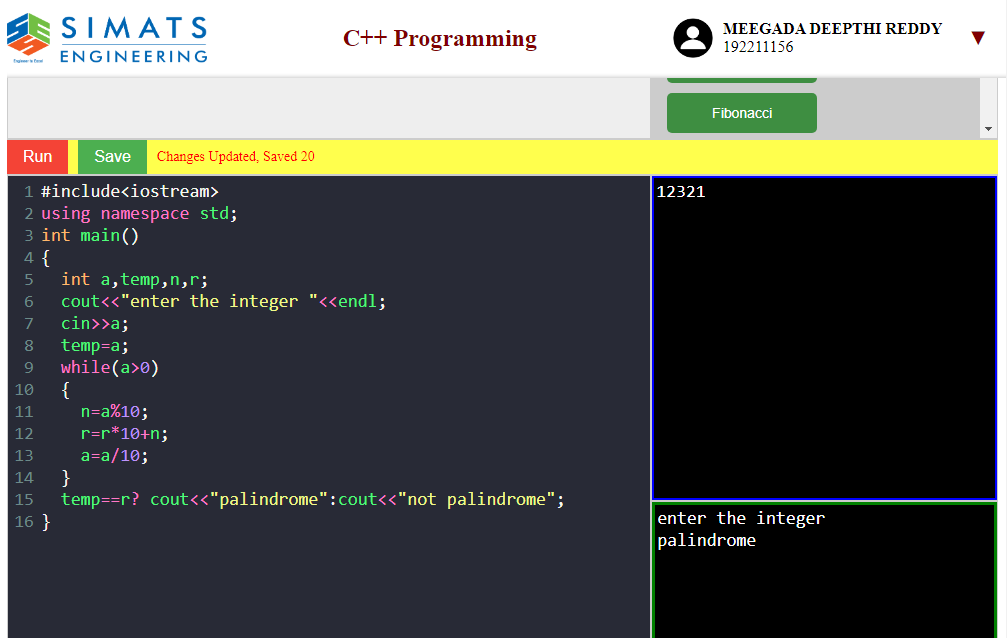 SIMATS
ENGINEERING
Engineer to Excel
C++ Programming
MEEGADA DEEPTHI REDDY
192211156
▼
Fibonacci
Run
Save
Changes Updated, Saved 20
1 #include<iostream>
2 using namespace std;
3 int main()
4 {
5   int a,temp,n,r;
6   cout<<"enter the integer "<<endl;
7   cin>>a;
8   temp=a;
9   while(a>0)
10   {
11     n=a%10;
12     r=r*10+n;
13     a=a/10;
14   }
15   temp==r? cout<<"palindrome":cout<<"not palindrome";
16 }
12321
enter the integer
palindrome